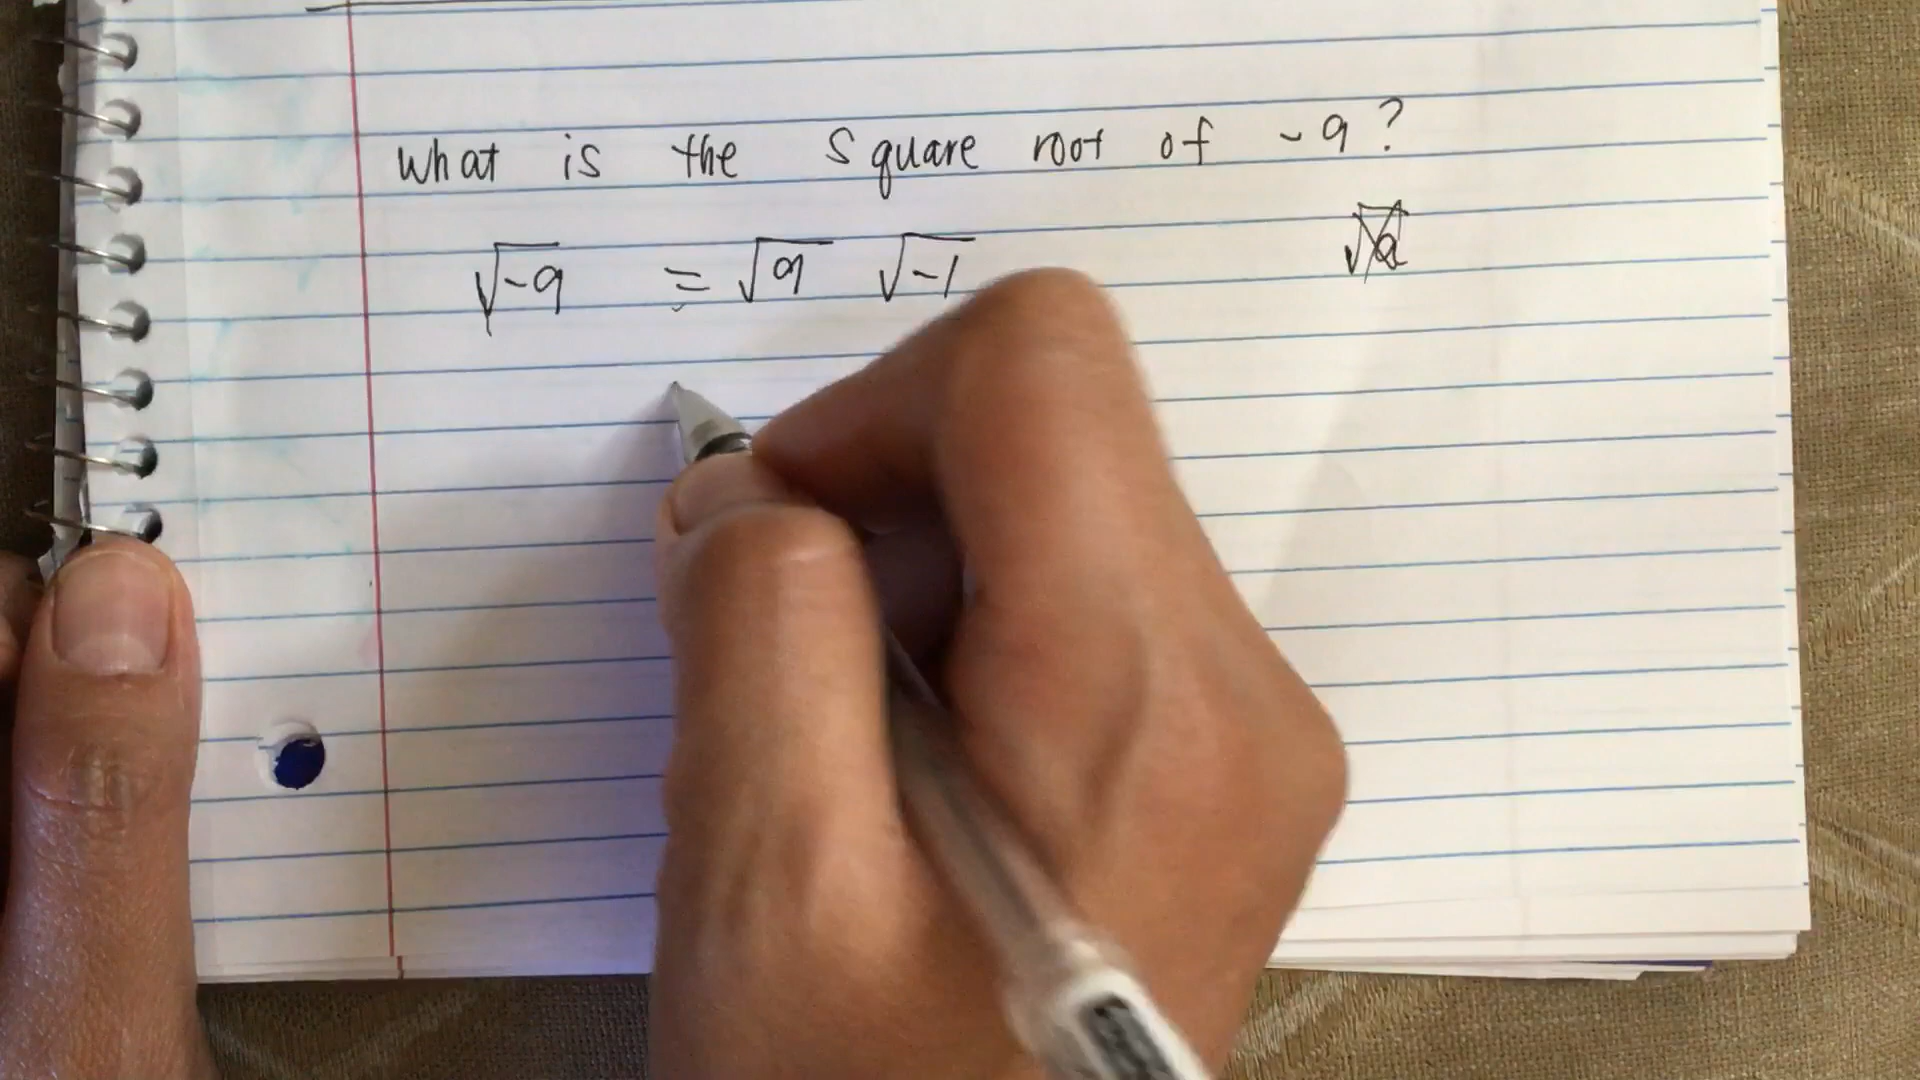 What is the square root of -9?
√-9 = √9 √-1